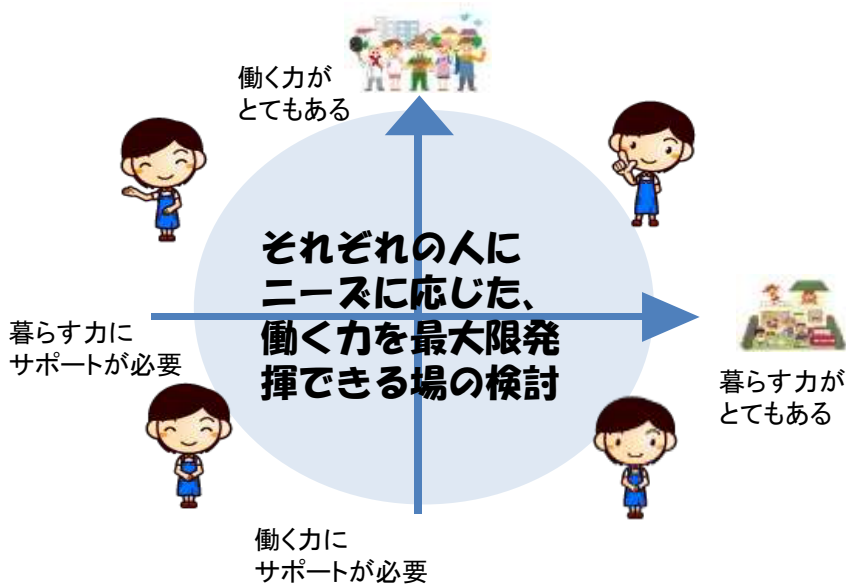 働く力が
とてもある
それぞれの人に
ニーズに応じた、
働く力を最大限発
揮できる場の検討
暮らす力に
サポートが必要
暮らす力が
とてもある
働く力に
サポートが必要